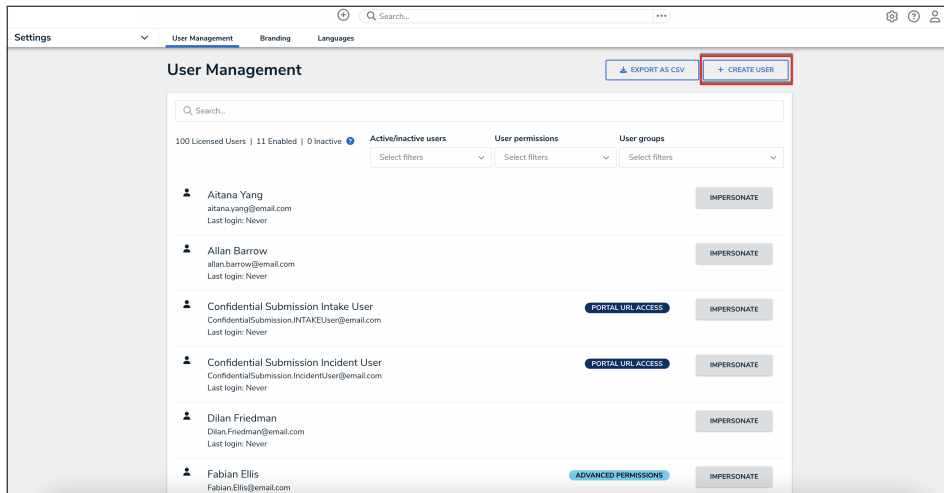 Search...
Settings
User Management Branding Languages
User Management
EXPORT AS CSV
+ CREATE USER
Search...
100 Licensed Users | 11 Enabled | 0 Inactive ?
Active/inactive users User permissions User groups
Select filters Select filters Select filters
Aitana Yang
aitana.yang@email.com
Last login: Never
IMPERSONATE
Allan Barrow
allan.barrow@email.com
Last login: Never
IMPERSONATE
Confidential Submission Intake User
ConfidentialSubmission.INTAKEUser@email.com
Last login: Never
PORTAL URL ACCESS
IMPERSONATE
Confidential Submission Incident User
ConfidentialSubmission.IncidentUser@email.com
Last login: Never
PORTAL URL ACCESS
IMPERSONATE
Dilan Friedman
Dilan.Friedman@email.com
Last login: Never
IMPERSONATE
Fabian Ellis
Fabian.Ellis@email.com
ADVANCED PERMISSIONS
IMPERSONATE